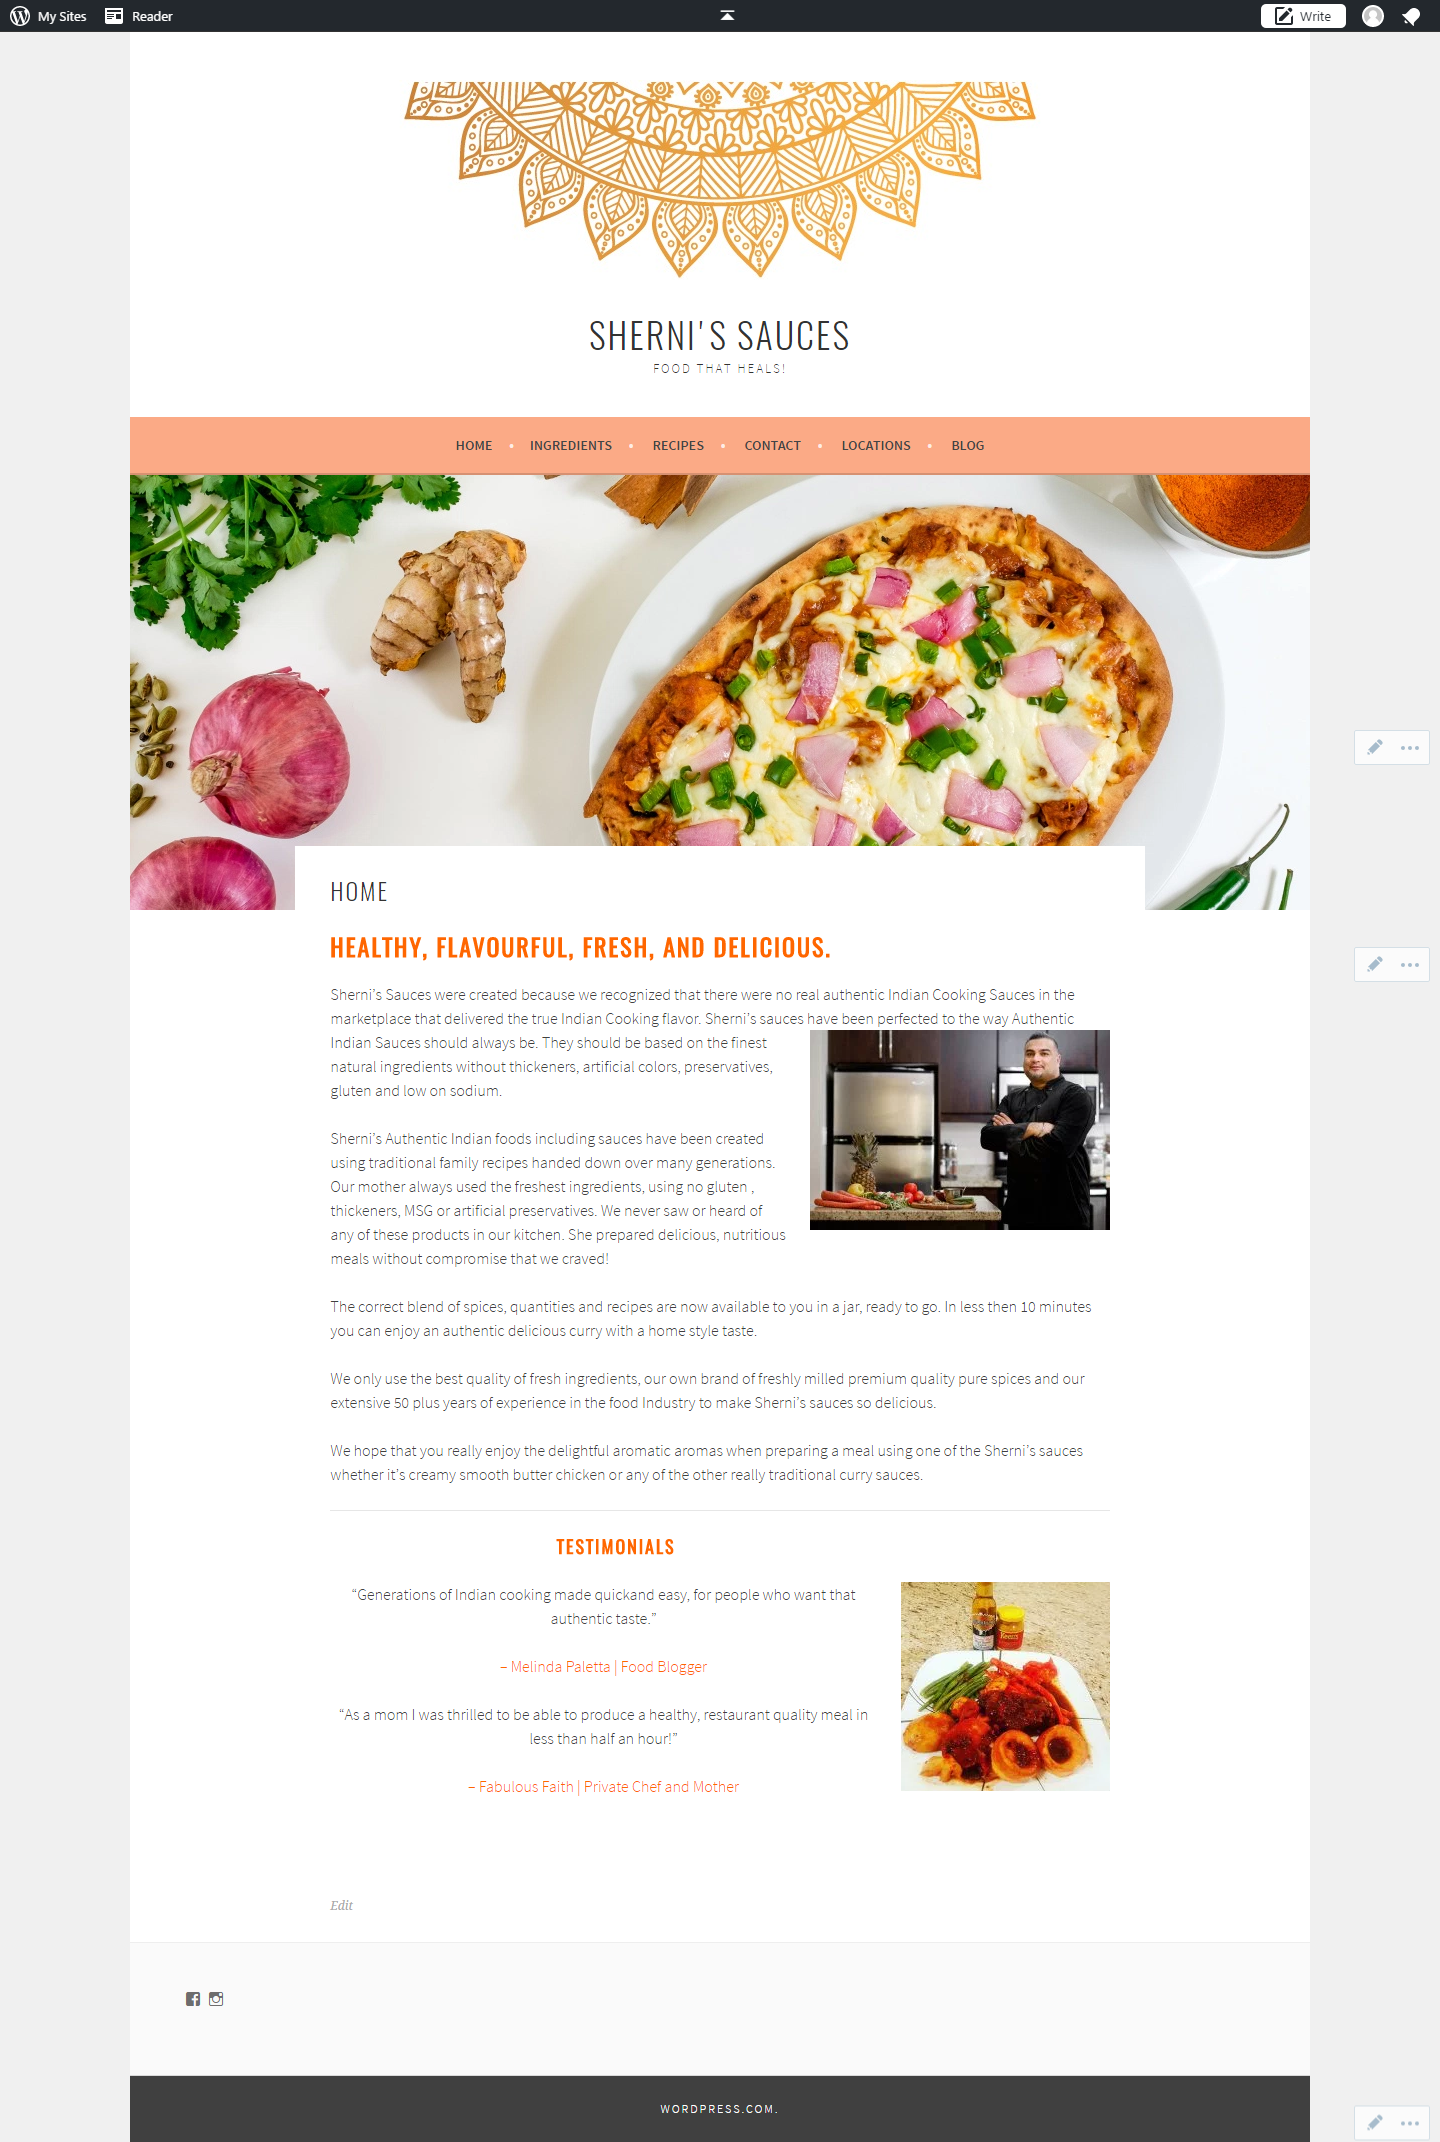 My Sites
Reader
Write
SHERNI'S SAUCES
FOOD THAT HEALS!
HOME • INGREDIENTS • RECIPES • CONTACT • LOCATIONS • BLOG
HOME
HEALTHY, FLAVOURFUL, FRESH, AND DELICIOUS.
Sherni’s Sauces were created because we recognized that there were no real authentic Indian Cooking Sauces in the
marketplace that delivered the true Indian Cooking flavor. Sherni’s sauces have been perfected to the way Authentic
Indian Sauces should always be. They should be based on the finest
natural ingredients without thickeners, artificial colors, preservatives,
gluten and low on sodium.
Sherni’s Authentic Indian foods including sauces have been created
using traditional family recipes handed down over many generations.
Our mother always used the freshest ingredients, using no gluten ,
thickeners, MSG or artificial preservatives. We never saw or heard of
any of these products in our kitchen. She prepared delicious, nutritious
meals without compromise that we craved!
The correct blend of spices, quantities and recipes are now available to you in a jar, ready to go. In less then 10 minutes
you can enjoy an authentic delicious curry with a home style taste.
We only use the best quality of fresh ingredients, our own brand of freshly milled premium quality pure spices and our
extensive 50 plus years of experience in the food Industry to make Sherni’s sauces so delicious.
We hope that you really enjoy the delightful aromatic aromas when preparing a meal using one of the Sherni’s sauces
whether it’s creamy smooth butter chicken or any of the other really traditional curry sauces.
TESTIMONIALS
“Generations of Indian cooking made quickand easy, for people who want that
authentic taste.”
– Melinda Paletta | Food Blogger
“As a mom I was thrilled to be able to produce a healthy, restaurant quality meal in
less than half an hour!”
– Fabulous Faith | Private Chef and Mother
Keen's
Edit
WORDPRESS.COM.